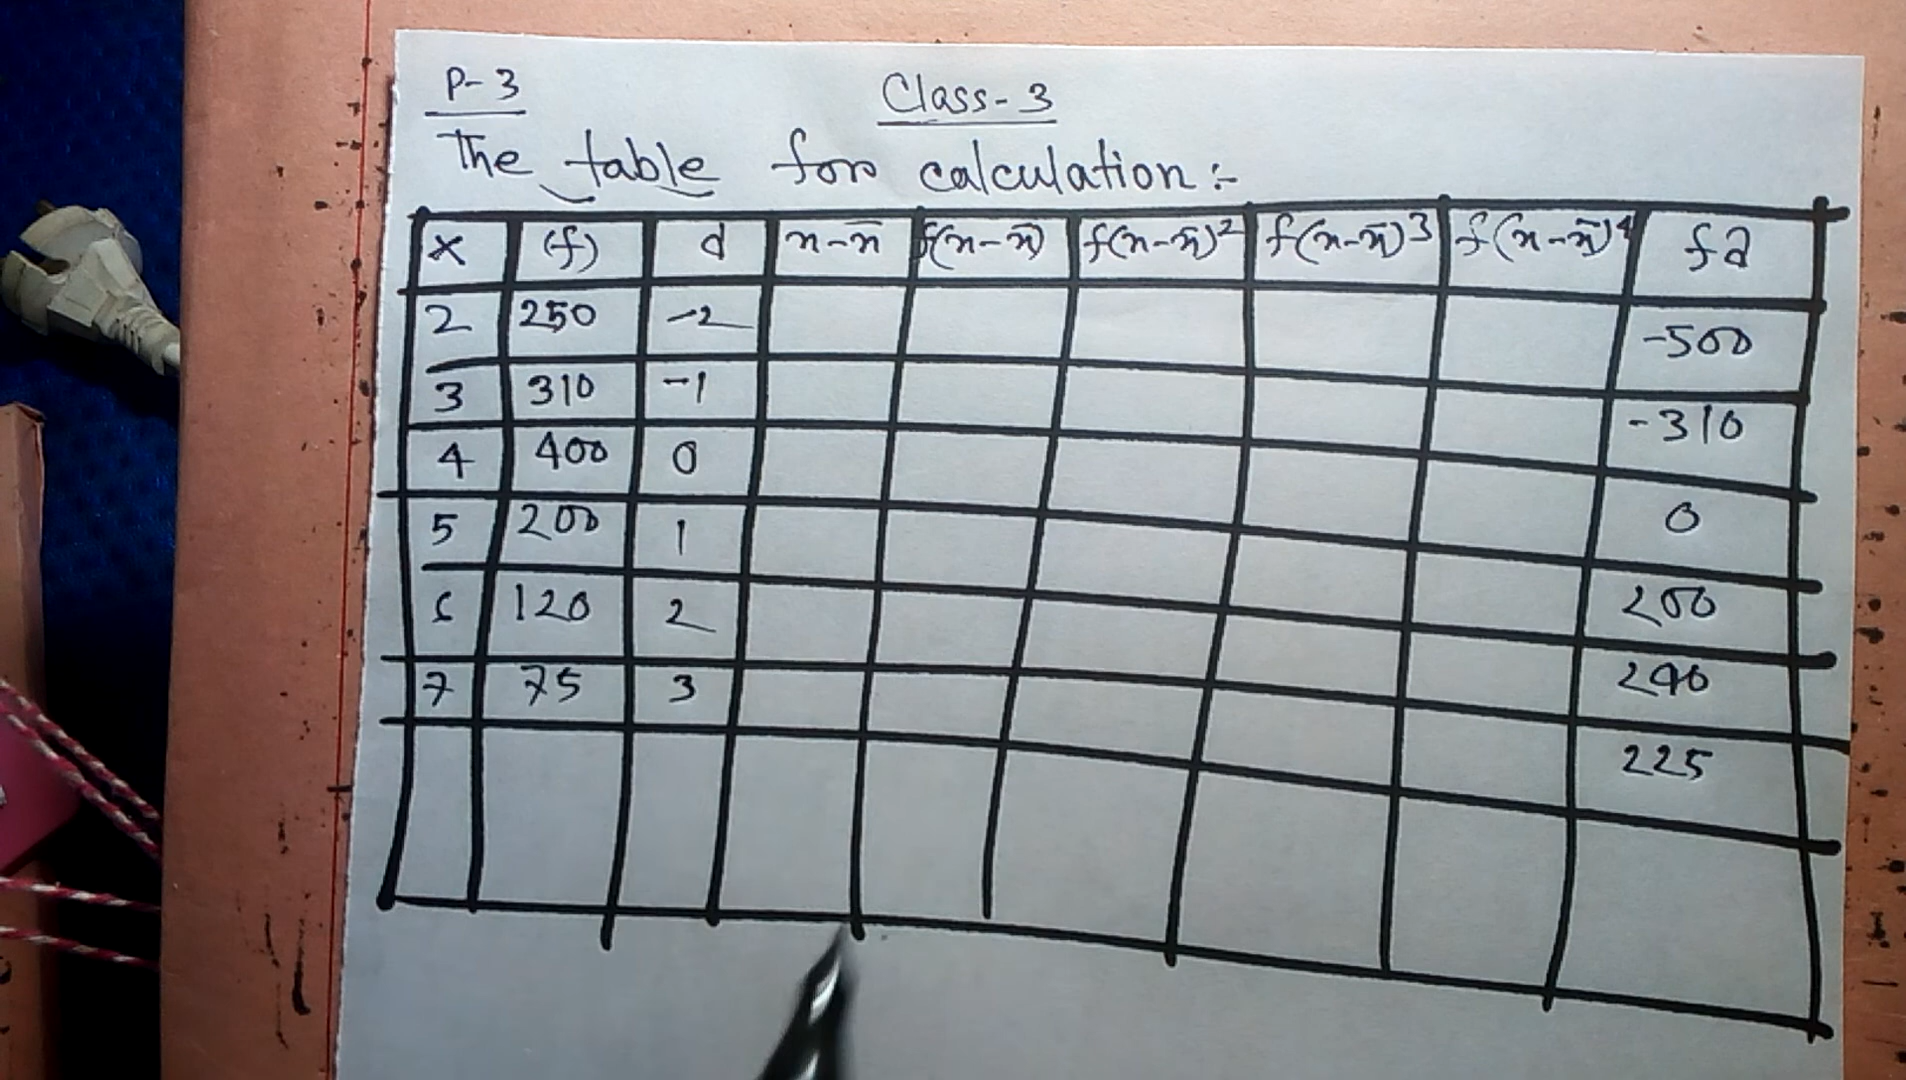 P-3
Class-3
The table for calculation:-
x (f) d n-n̄ f(n-n̄) f(n-n̄)² f(n-n̄)³ f(n-n̄)⁴ fd
2 250 -2 -500
3 310 -1 -310
4 400 0 0
5 200 1 200
6 120 2 240
7 75 3 225